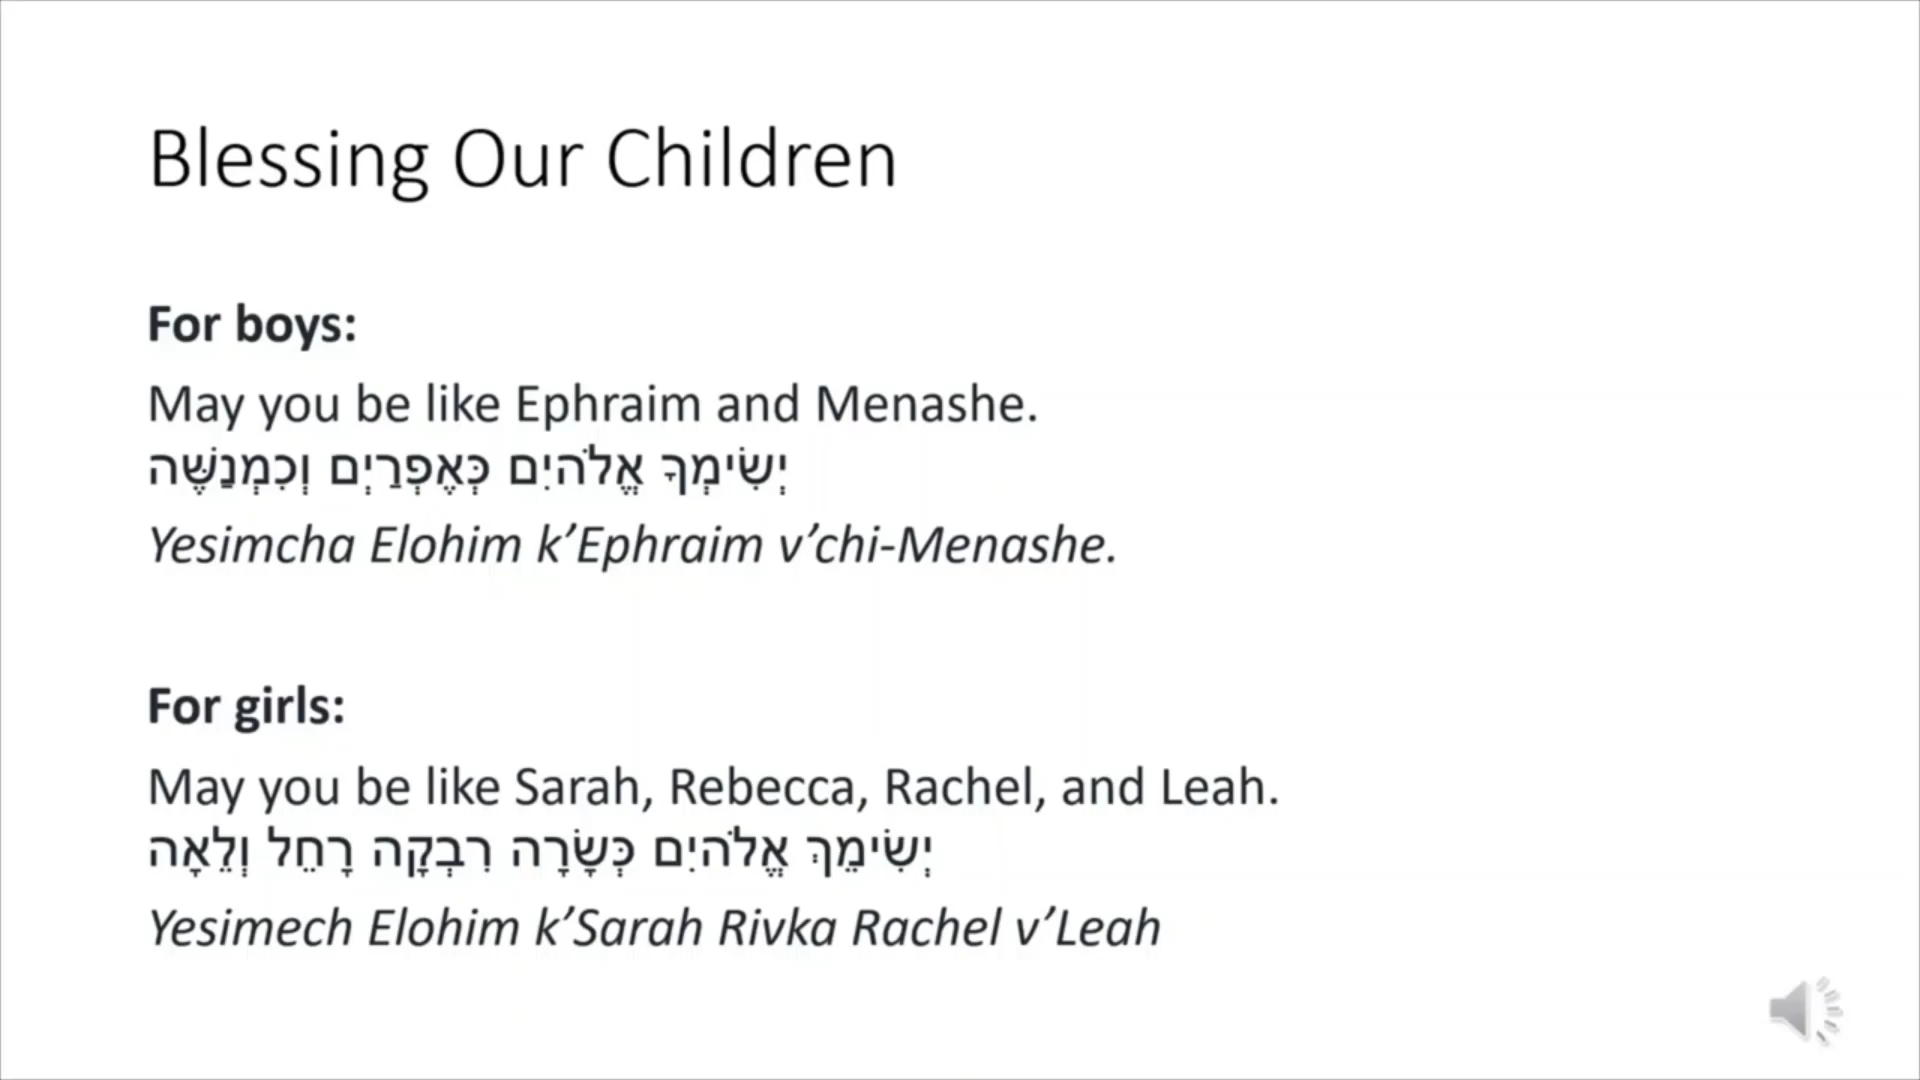 Blessing Our Children
For boys:
May you be like Ephraim and Menashe.
יְשִׂימְךָ אֱלֹהִים כְּאֶפְרַיְם וְכִמְנַשֶּׁה
Yesimcha Elohim k’Ephraim v’chi-Menashe.
For girls:
May you be like Sarah, Rebecca, Rachel, and Leah.
יְשִׂימֵךְ אֱלֹהִים כְּשָׂרָה רִבְקָה רָחֵל וְלֵאָה
Yesimech Elohim k’Sarah Rivka Rachel v’Leah